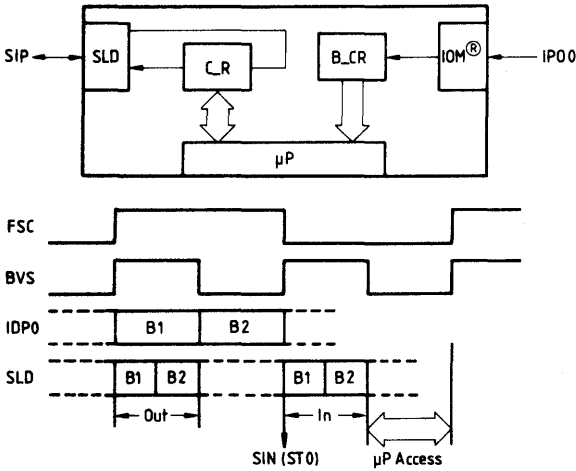 SIP SLD C_R B_CR IOM® IPO0
µP
FSC
BVS
IDP0 B1 B2
SLD B1 B2 B1 B2
Out In
SIN (ST0) µP Access